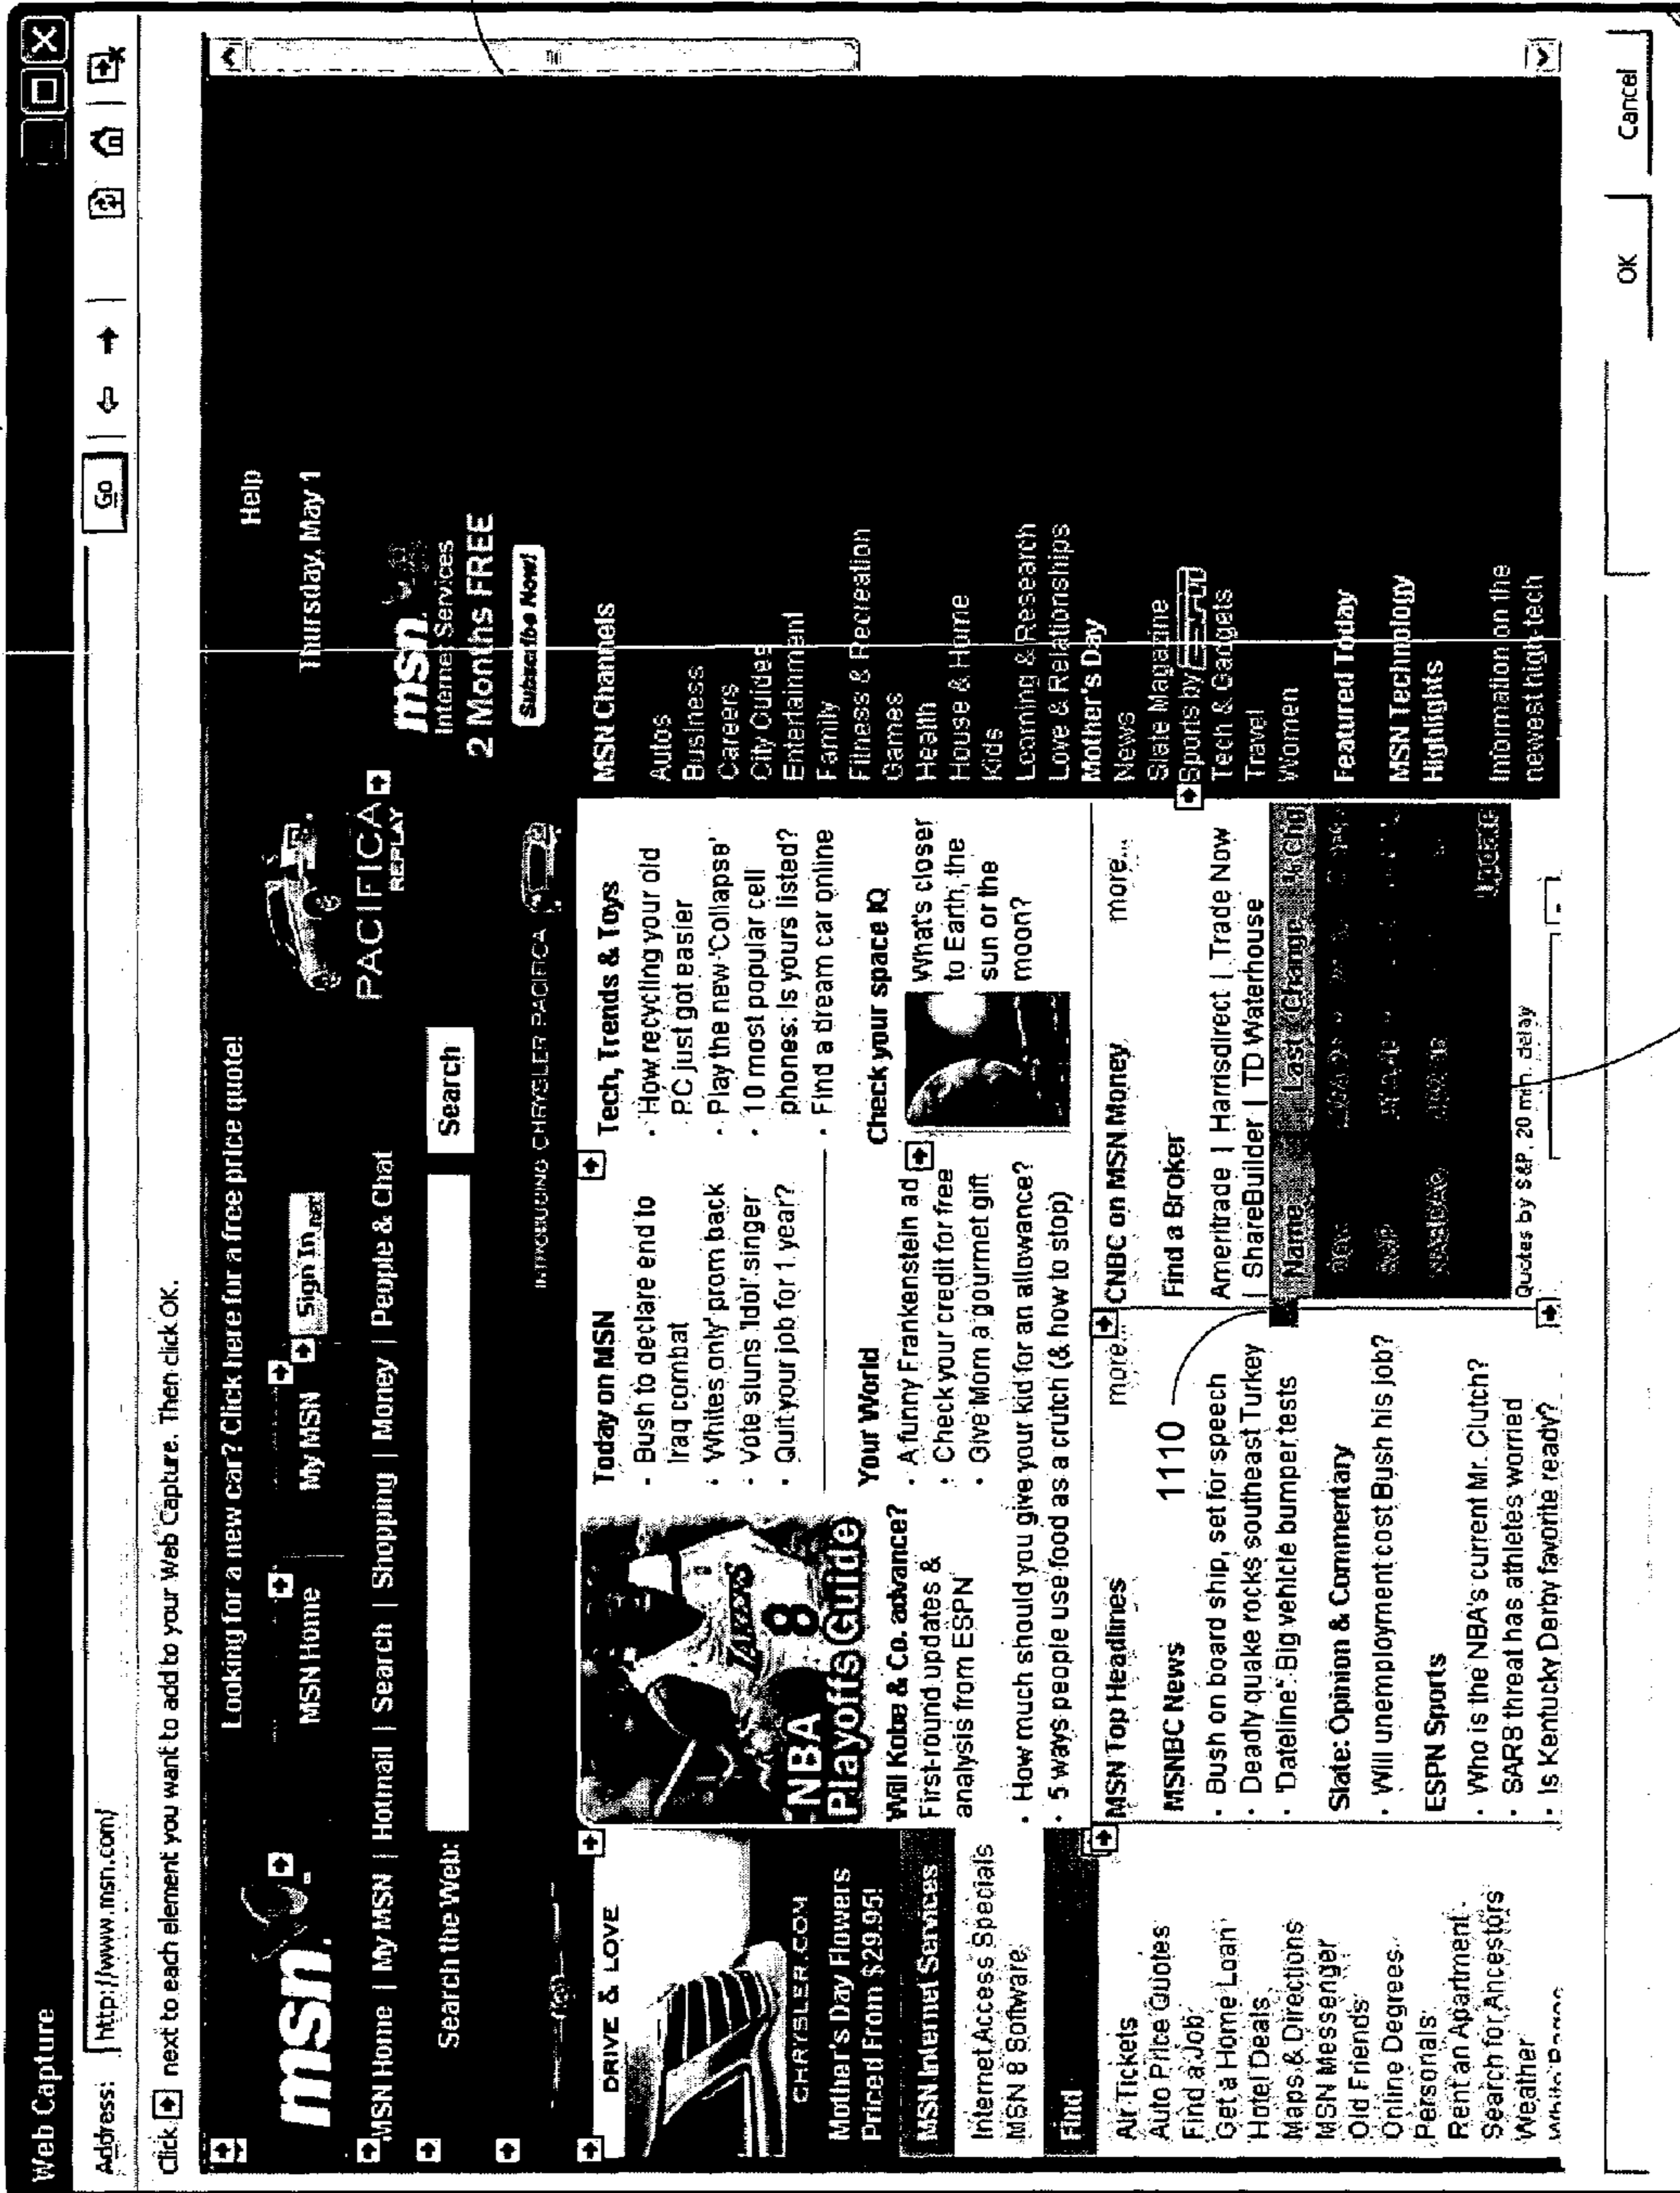 Web Capture
Address: http://www.msn.com/
Go
Click next to each element you want to add to your Web Capture. Then click OK.
Looking for a new car? Click here for a free price quote!
Help
msn
MSN Home
My MSN
Sign In .net
Thursday, May 1
PACIFICA
REPLAY
MSN Home | My MSN | Hotmail | Search | Shopping | Money | People & Chat
msn
Internet Services
2 Months FREE
Subscribe Now!
Search the Web:
Search
INTRODUCING CHRYSLER PACIFICA
DRIVE & LOVE
CHRYSLER.COM
Mother's Day Flowers
Priced From $29.95!
MSN Internet Services
Internet Access Specials
MSN 8 Software
Find
Air Tickets
Auto Price Quotes
Find a Job
Get a Home Loan
Hotel Deals
Maps & Directions
MSN Messenger
Old Friends
Online Degrees
Personals
Rent an Apartment
Search for Ancestors
Weather
White Pages
LAKERS
8
NBA
Playoffs Guide
Will Kobe & Co. advance?
First-round updates &
analysis from ESPN
Today on MSN
· Bush to declare end to
Iraq combat
· 'Whites only' prom back
· Vote stuns 'Idol' singer
· Quit your job for 1 year?
Tech, Trends & Toys
· How recycling your old
PC just got easier
· Play the new 'Collapse'
· 10 most popular cell
phones: Is yours listed?
· Find a dream car online
Your World
· A funny Frankenstein ad
· Check your credit for free
· Give Mom a gourmet gift
· How much should you give your kid for an allowance?
· 5 ways people use food as a crutch (& how to stop)
Check your space IQ
What's closer
to Earth, the
sun or the
moon?
MSN Top Headlines
more...
MSNBC News
1110
· Bush on board ship, set for speech
· Deadly quake rocks southeast Turkey
· "Dateline": Big vehicle bumper tests
Slate: Opinion & Commentary
· Will unemployment cost Bush his job?
ESPN Sports
· Who is the NBA's current Mr. Clutch?
· SARS threat has athletes worried
· Is Kentucky Derby favorite ready?
CNBC on MSN Money
more...
Find a Broker
Ameritrade | Harrisdirect | Trade Now
| ShareBuilder | TD Waterhouse
Name Last Change %Chg
NASDAQ
Update
Quotes by S&P, 20 min. delay
MSN Channels
Autos
Business
Careers
City Guides
Entertainment
Family
Fitness & Recreation
Games
Health
House & Home
Kids
Learning & Research
Love & Relationships
Mother's Day
News
Slate Magazine
Sports by ESPN
Tech & Gadgets
Travel
Women
Featured Today
MSN Technology
Highlights
Information on the
newest high-tech
OK
Cancel